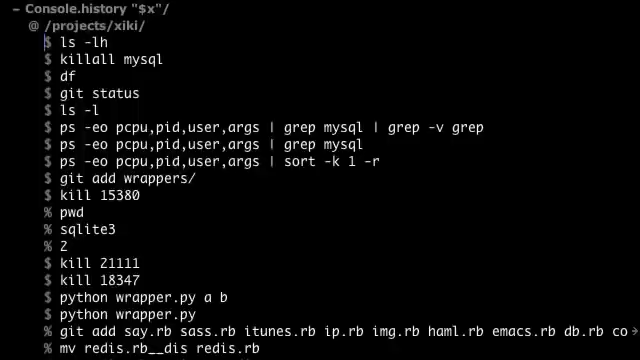 − Console.history "$x"/
@ /projects/xiki/
$ ls -lh
$ killall mysql
$ df
$ git status
$ ls -l
$ ps -eo pcpu,pid,user,args | grep mysql | grep -v grep
$ ps -eo pcpu,pid,user,args | grep mysql
$ ps -eo pcpu,pid,user,args | sort -k 1 -r
$ git add wrappers/
$ kill 15380
% pwd
% sqlite3
% 2
$ kill 21111
$ kill 18347
$ python wrapper.py a b
$ python wrapper.py
% git add say.rb sass.rb itunes.rb ip.rb img.rb haml.rb emacs.rb db.rb co
% mv redis.rb__dis redis.rb